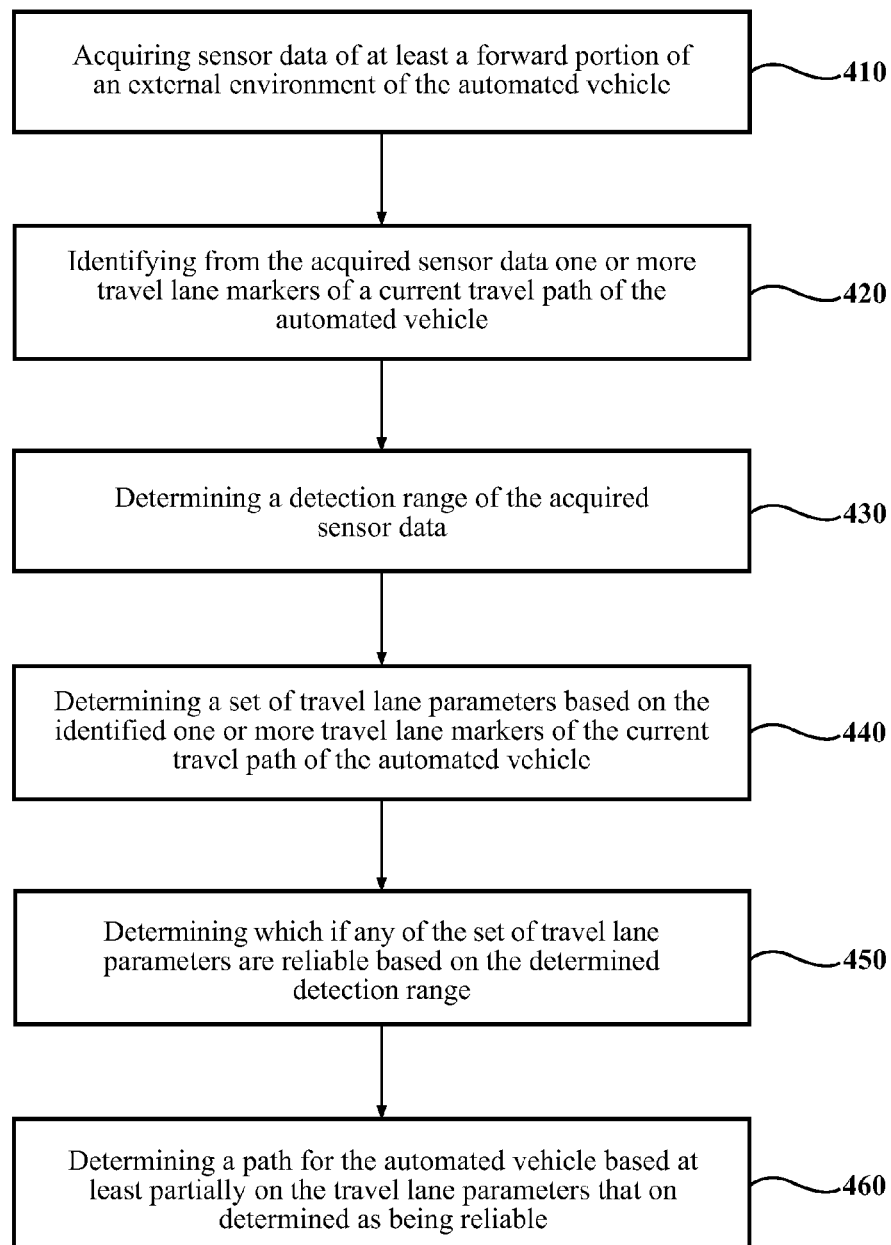 Acquiring sensor data of at least a forward portion of
an external environment of the automated vehicle
410
Identifying from the acquired sensor data one or more
travel lane markers of a current travel path of the
automated vehicle
420
Determining a detection range of the acquired
sensor data
430
Determining a set of travel lane parameters based on the
identified one or more travel lane markers of the current
travel path of the automated vehicle
440
Determining which if any of the set of travel lane
parameters are reliable based on the determined
detection range
450
Determining a path for the automated vehicle based at
least partially on the travel lane parameters that on
determined as being reliable
460